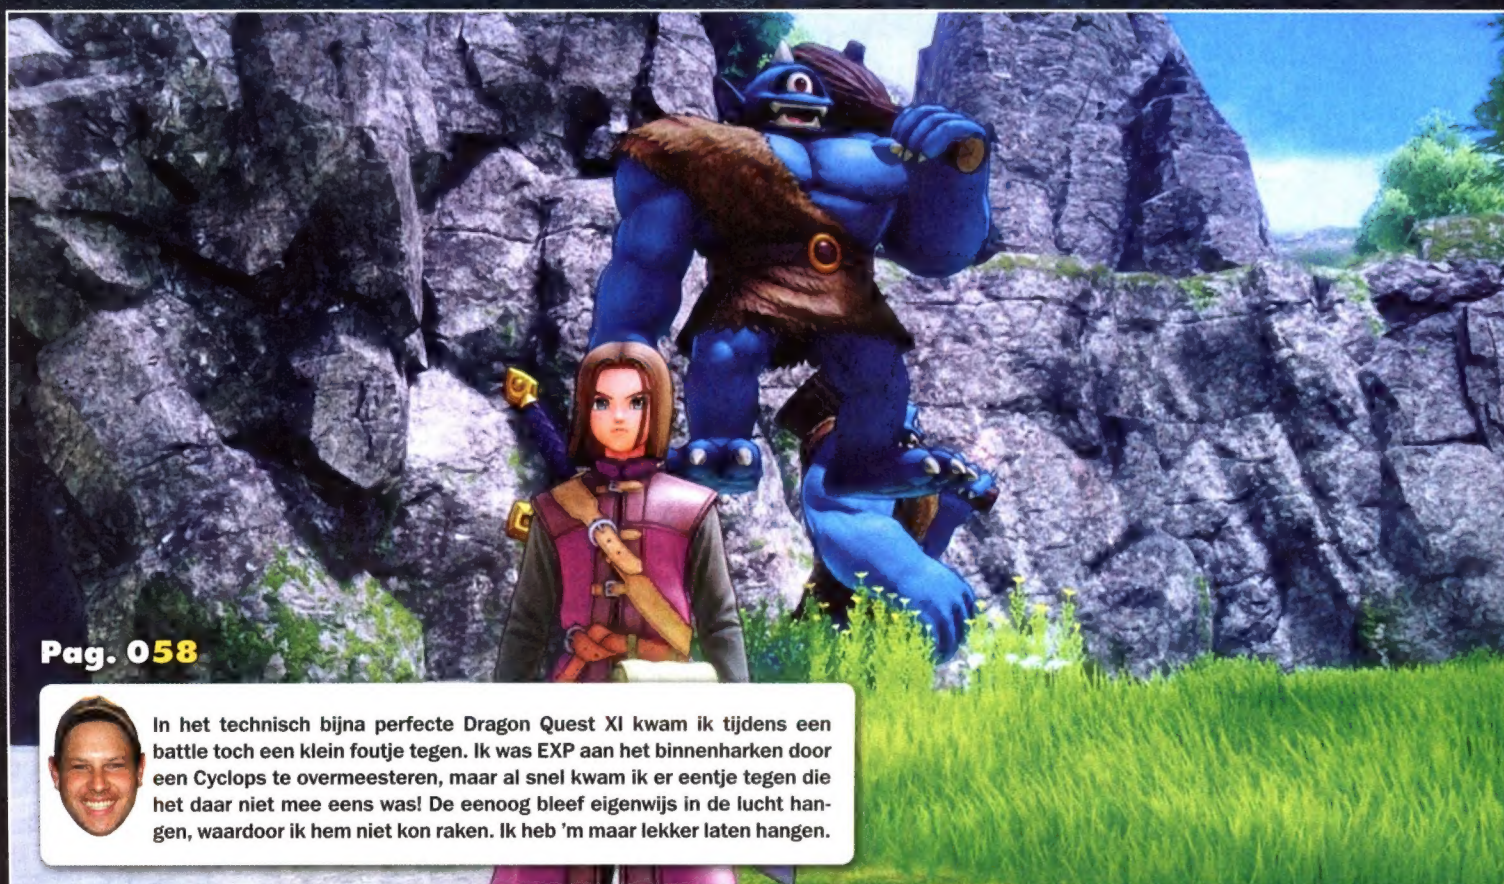 Pag. 058
In het technisch bijna perfecte Dragon Quest XI kwam ik tijdens een
battle toch een klein foutje tegen. Ik was EXP aan het binnenharken door
een Cyclops te overmeesteren, maar al snel kwam ik er eentje tegen die
het daar niet mee eens was! De eenoog bleef eigenwijs in de lucht han-
gen, waardoor ik hem niet kon raken. Ik heb ’m maar lekker laten hangen.